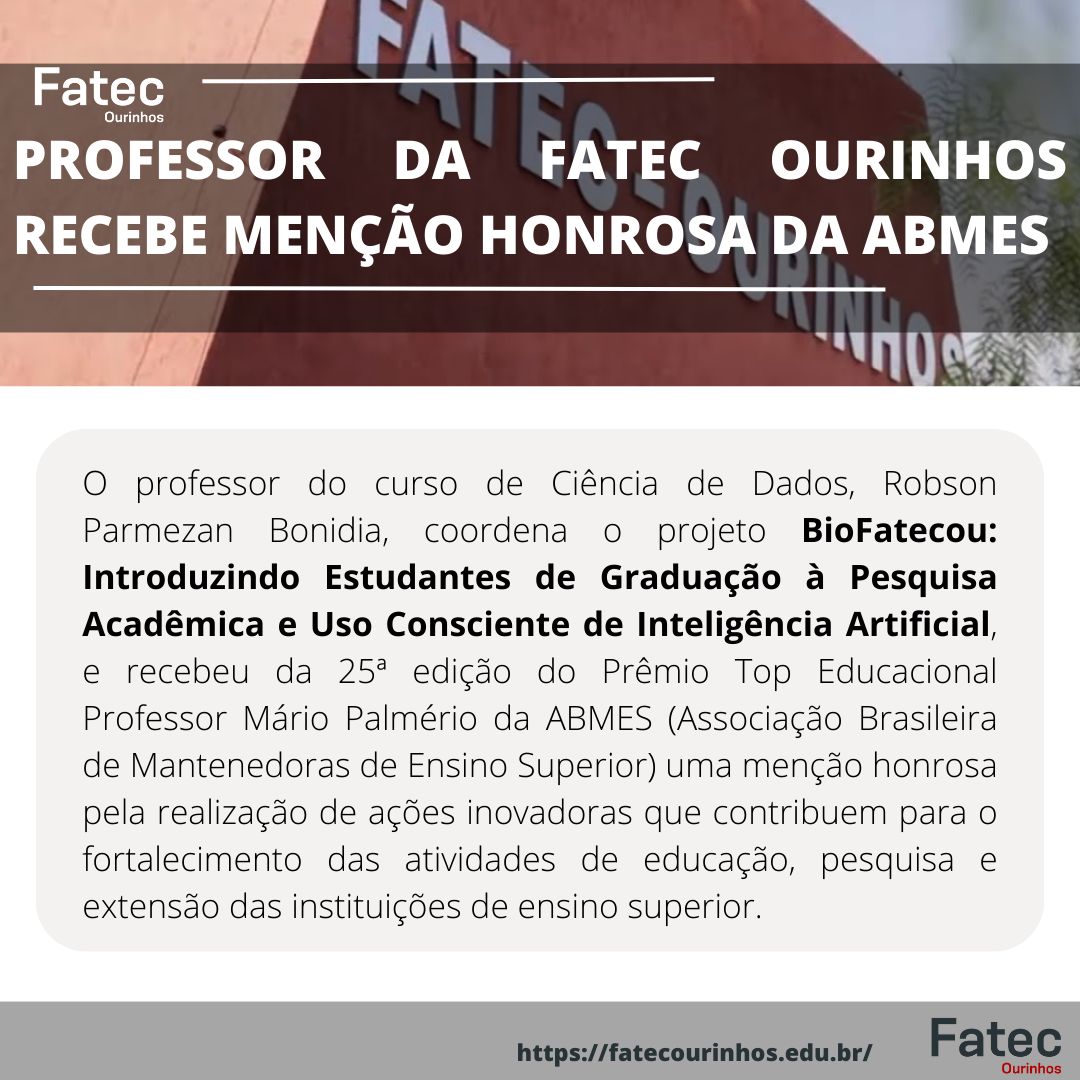 FATEC - OURINHOS
Fatec
Ourinhos
PROFESSOR DA FATEC OURINHOS
RECEBE MENÇÃO HONROSA DA ABMES
O professor do curso de Ciência de Dados, Robson
Parmezan Bonidia, coordena o projeto BioFatecou:
Introduzindo Estudantes de Graduação à Pesquisa
Acadêmica e Uso Consciente de Inteligência Artificial,
e recebeu da 25ª edição do Prêmio Top Educacional
Professor Mário Palmério da ABMES (Associação Brasileira
de Mantenedoras de Ensino Superior) uma menção honrosa
pela realização de ações inovadoras que contribuem para o
fortalecimento das atividades de educação, pesquisa e
extensão das instituições de ensino superior.
https://fatecourinhos.edu.br/
Fatec
Ourinhos